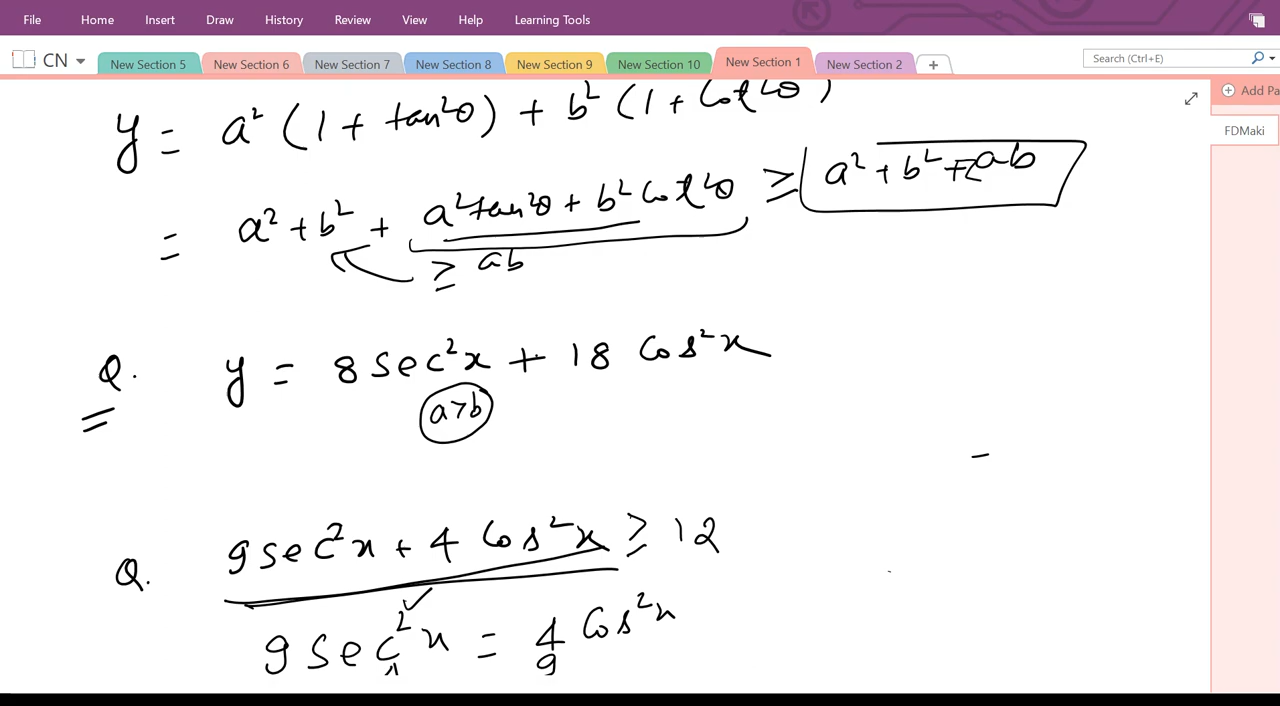 File Home Insert Draw History Review View Help Learning Tools
CN New Section 5 New Section 6 New Section 7 New Section 8 New Section 9 New Section 10 New Section 1 New Section 2 + Search (Ctrl+E)
Add Pa
FDMaki
y = a² (1 + tan²θ) + b² (1 + cot²θ)
= a² + b² + a²tan²θ + b² cot²θ ≥ a² + b² + 2ab
≥ ab
Q. y = 8 sec²x + 18 cos²x
a>b
Q. 9 sec²x + 4 cos²x ≥ 12
9 sec²x = 4 cos²x
9